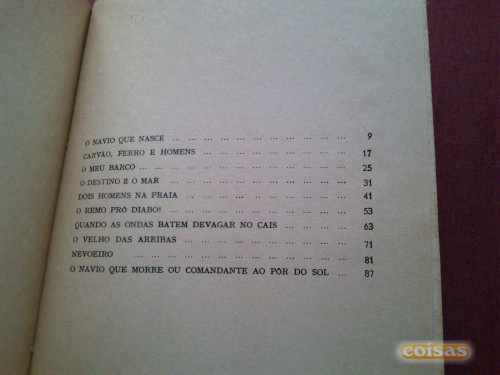 O NAVIO QUE NASCE ... ... ... ... ... ... ... ... ... ... ... 9
CARVÃO, FERRO E HOMENS ... ... ... ... ... ... ... ... ... 17
O MEU BARCO ... ... ... ... ... ... ... ... ... ... ... ... 25
O DESTINO É O MAR ... ... ... ... ... ... ... ... ... ... ... 31
DOIS HOMENS NA PRAIA ... ... ... ... ... ... ... ... ... ... 41
O REMO PRÓ DIABO! ... ... ... ... ... ... ... ... ... ... ... 53
QUANDO AS ONDAS BATEM DEVAGAR NO CAIS ... ... ... ... 63
O VELHO DAS ARRIBAS ... ... ... ... ... ... ... ... ... ... 71
NEVOEIRO ... ... ... ... ... ... ... ... ... ... ... ... ... 81
O NAVIO QUE MORRE OU COMANDANTE AO PÔR DO SOL ... 87
coisas